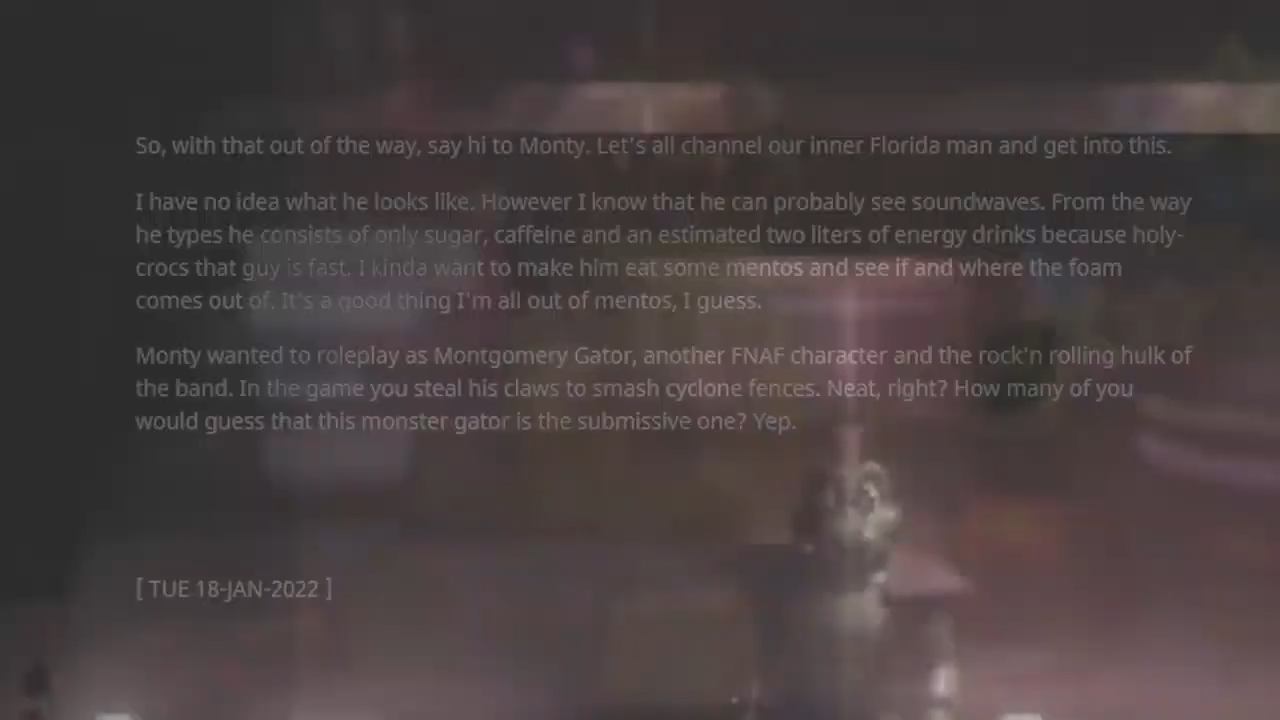 So, with that out of the way, say hi to Monty. Let's all channel our inner Florida man and get into this.
I have no idea what he looks like. However I know that he can probably see soundwaves. From the way
he types he consists of only sugar, caffeine and an estimated two liters of energy drinks because holy-
crocs that guy is fast. I kinda want to make him eat some mentos and see if and where the foam
comes out of. It's a good thing I'm all out of mentos, I guess.
Monty wanted to roleplay as Montgomery Gator, another FNAF character and the rock'n rolling hulk of
the band. In the game you steal his claws to smash cyclone fences. Neat, right? How many of you
would guess that this monster gator is the submissive one? Yep.
[ TUE 18-JAN-2022 ]